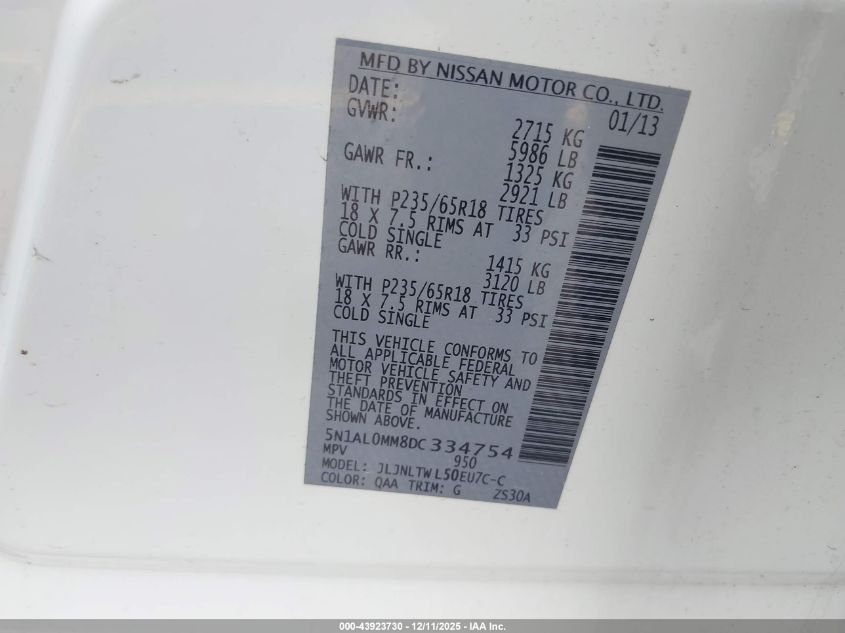 MFD BY NISSAN MOTOR CO., LTD.
DATE: 01/13
GVWR: 2715 KG
5986 LB
GAWR FR.: 1325 KG
2921 LB
WITH P235/65R18 TIRES
18 X 7.5 RIMS AT 33 PSI
COLD SINGLE
GAWR RR.: 1415 KG
3120 LB
WITH P235/65R18 TIRES
18 X 7.5 RIMS AT 33 PSI
COLD SINGLE
THIS VEHICLE CONFORMS TO
ALL APPLICABLE FEDERAL
MOTOR VEHICLE SAFETY AND
THEFT PREVENTION
STANDARDS IN EFFECT ON
THE DATE OF MANUFACTURE
SHOWN ABOVE.
5N1AL0MM8DC334754
MPV 950
MODEL: JLJNLTWL50EU7C-C
COLOR: QAA TRIM: G ZS30A
000-43923730 - 12/11/2025 - IAA Inc.